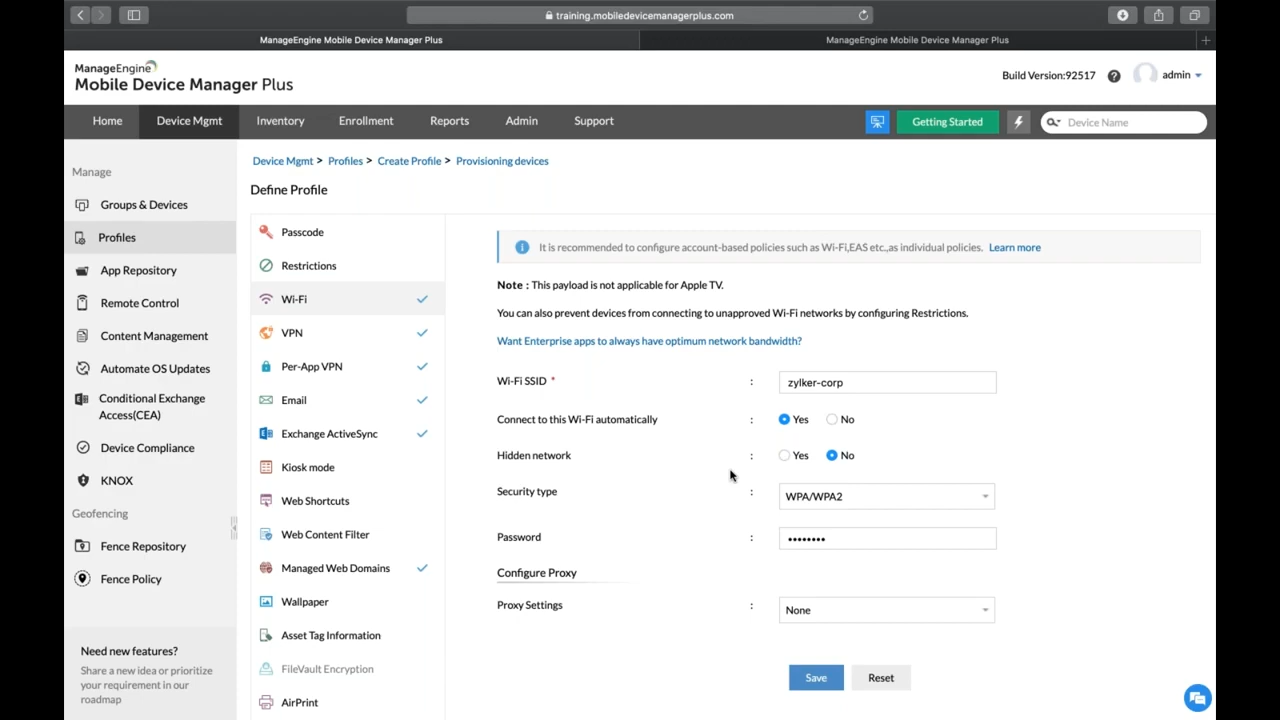 training.mobiledevicemanagerplus.com
ManageEngine Mobile Device Manager Plus
ManageEngine Mobile Device Manager Plus
ManageEngine
Mobile Device Manager Plus
Build Version:92517
admin
Home
Device Mgmt
Inventory
Enrollment
Reports
Admin
Support
Getting Started
Device Name
Manage
Groups & Devices
Profiles
App Repository
Remote Control
Content Management
Automate OS Updates
Conditional Exchange
Access(CEA)
Device Compliance
KNOX
Geofencing
Fence Repository
Fence Policy
Need new features?
Share a new idea or prioritize
your requirement in our
roadmap
Device Mgmt > Profiles > Create Profile > Provisioning devices
Define Profile
Passcode
Restrictions
Wi-Fi
VPN
Per-App VPN
Email
Exchange ActiveSync
Kiosk mode
Web Shortcuts
Web Content Filter
Managed Web Domains
Wallpaper
Asset Tag Information
FileVault Encryption
AirPrint
It is recommended to configure account-based policies such as Wi-Fi,EAS etc.,as individual policies. Learn more
Note : This payload is not applicable for Apple TV.
You can also prevent devices from connecting to unapproved Wi-Fi networks by configuring Restrictions.
Want Enterprise apps to always have optimum network bandwidth?
Wi-Fi SSID * : zylker-corp
Connect to this Wi-Fi automatically : Yes No
Hidden network : Yes No
Security type : WPA/WPA2
Password : ••••••••
Configure Proxy
Proxy Settings : None
Save Reset